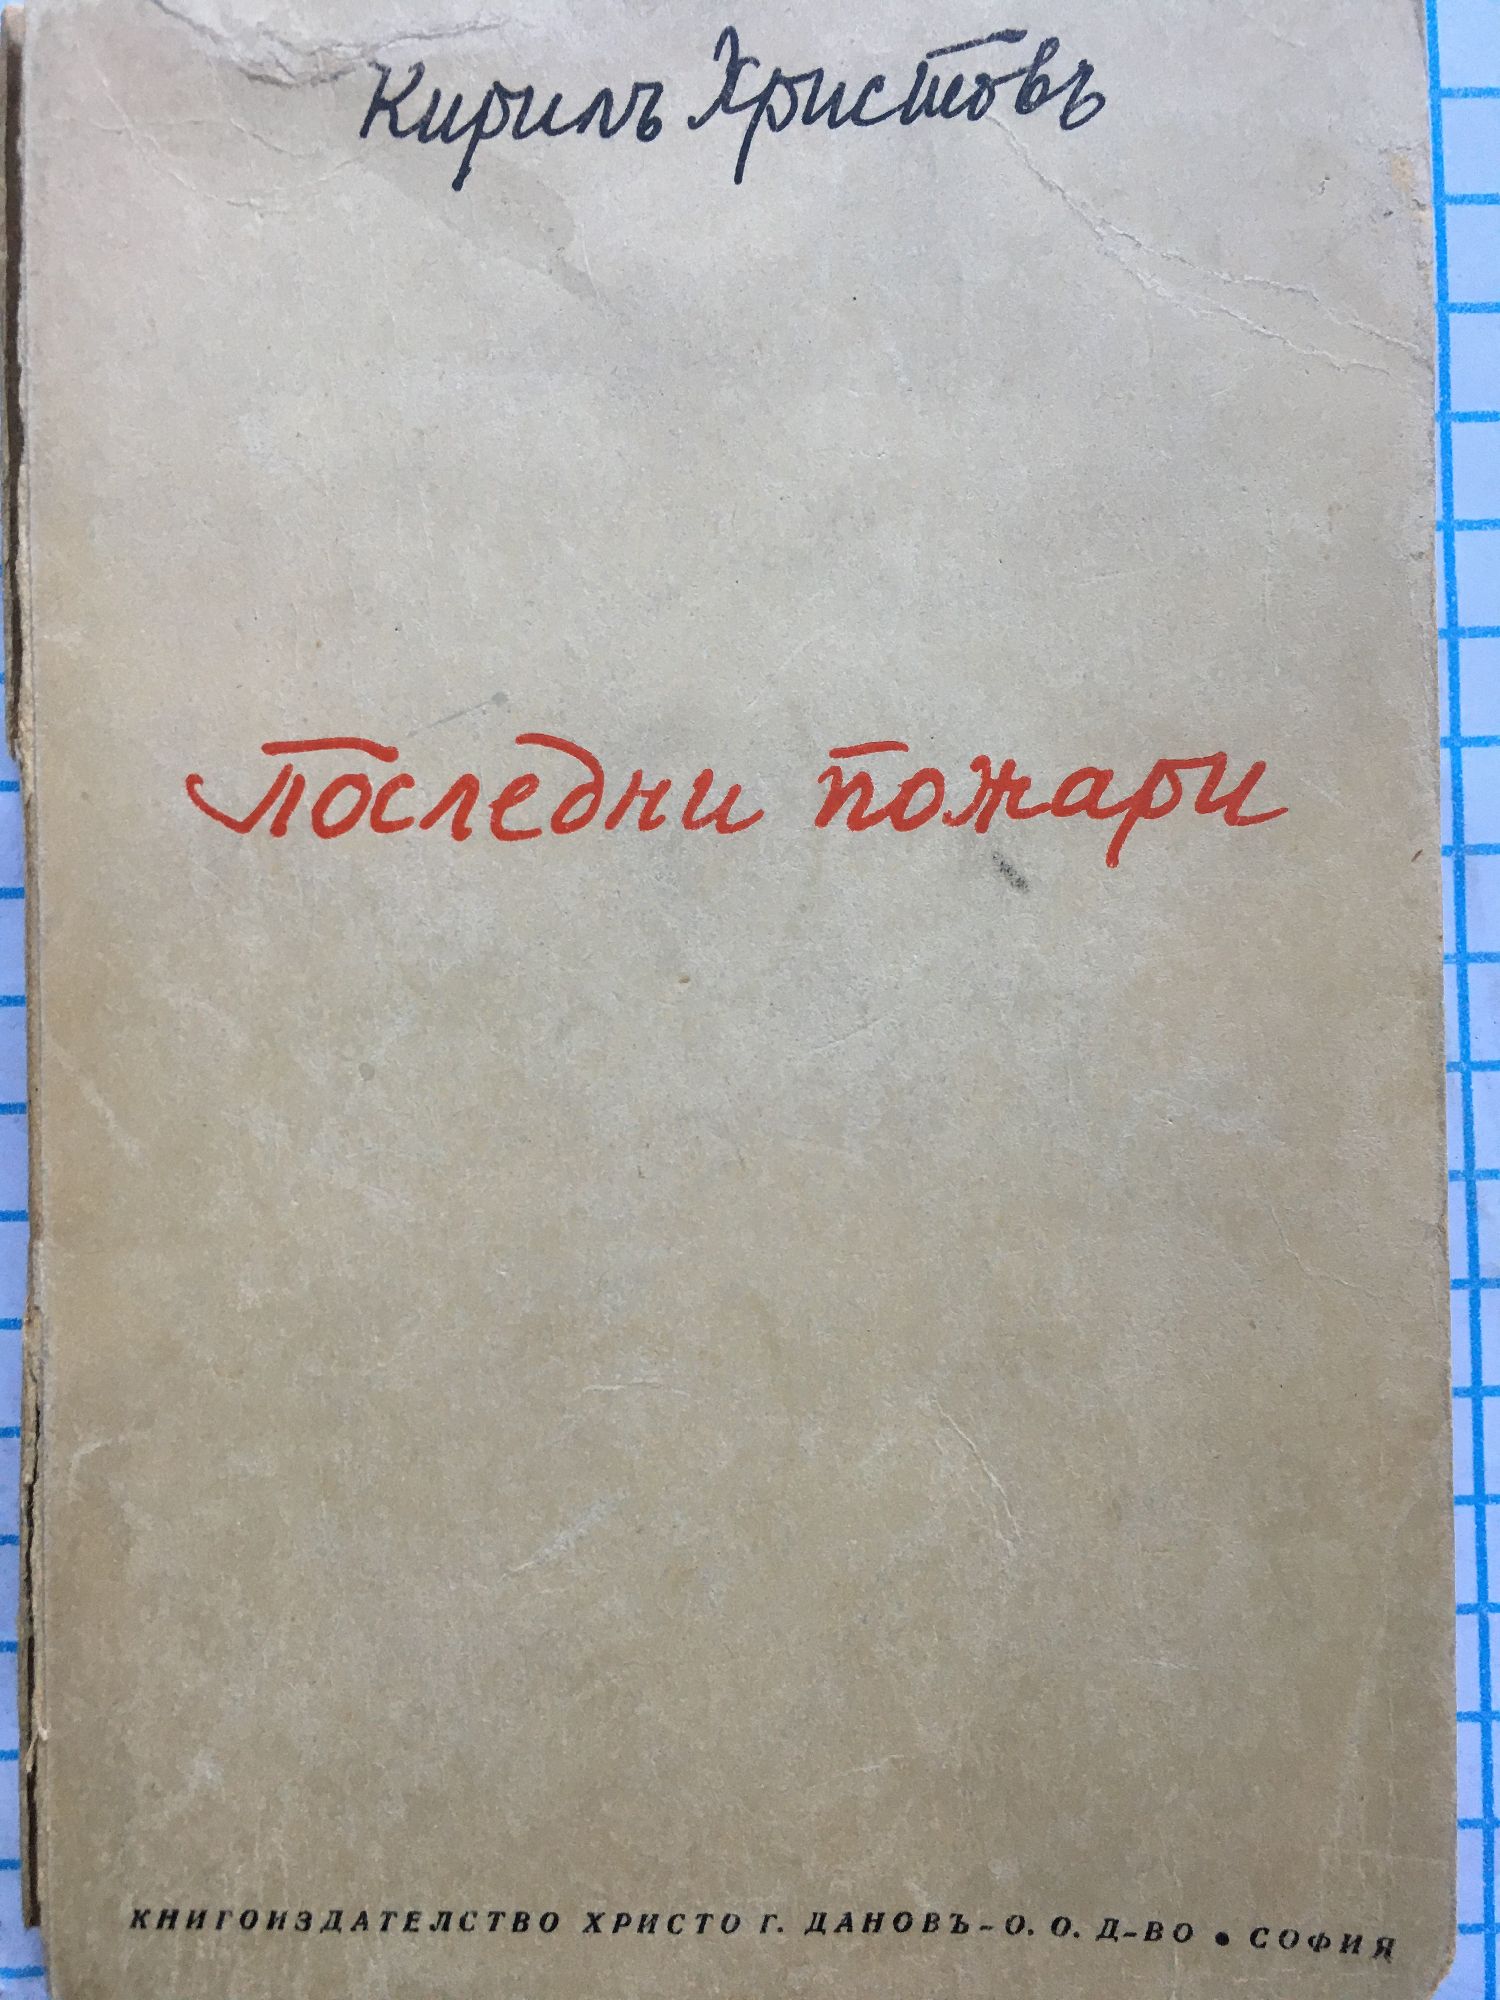 Кирилъ Христовъ
Последни пожари
КНИГОИЗДАТЕЛСТВО ХРИСТО Г. ДАНОВЪ - О. О. Д-ВО • СОФИЯ